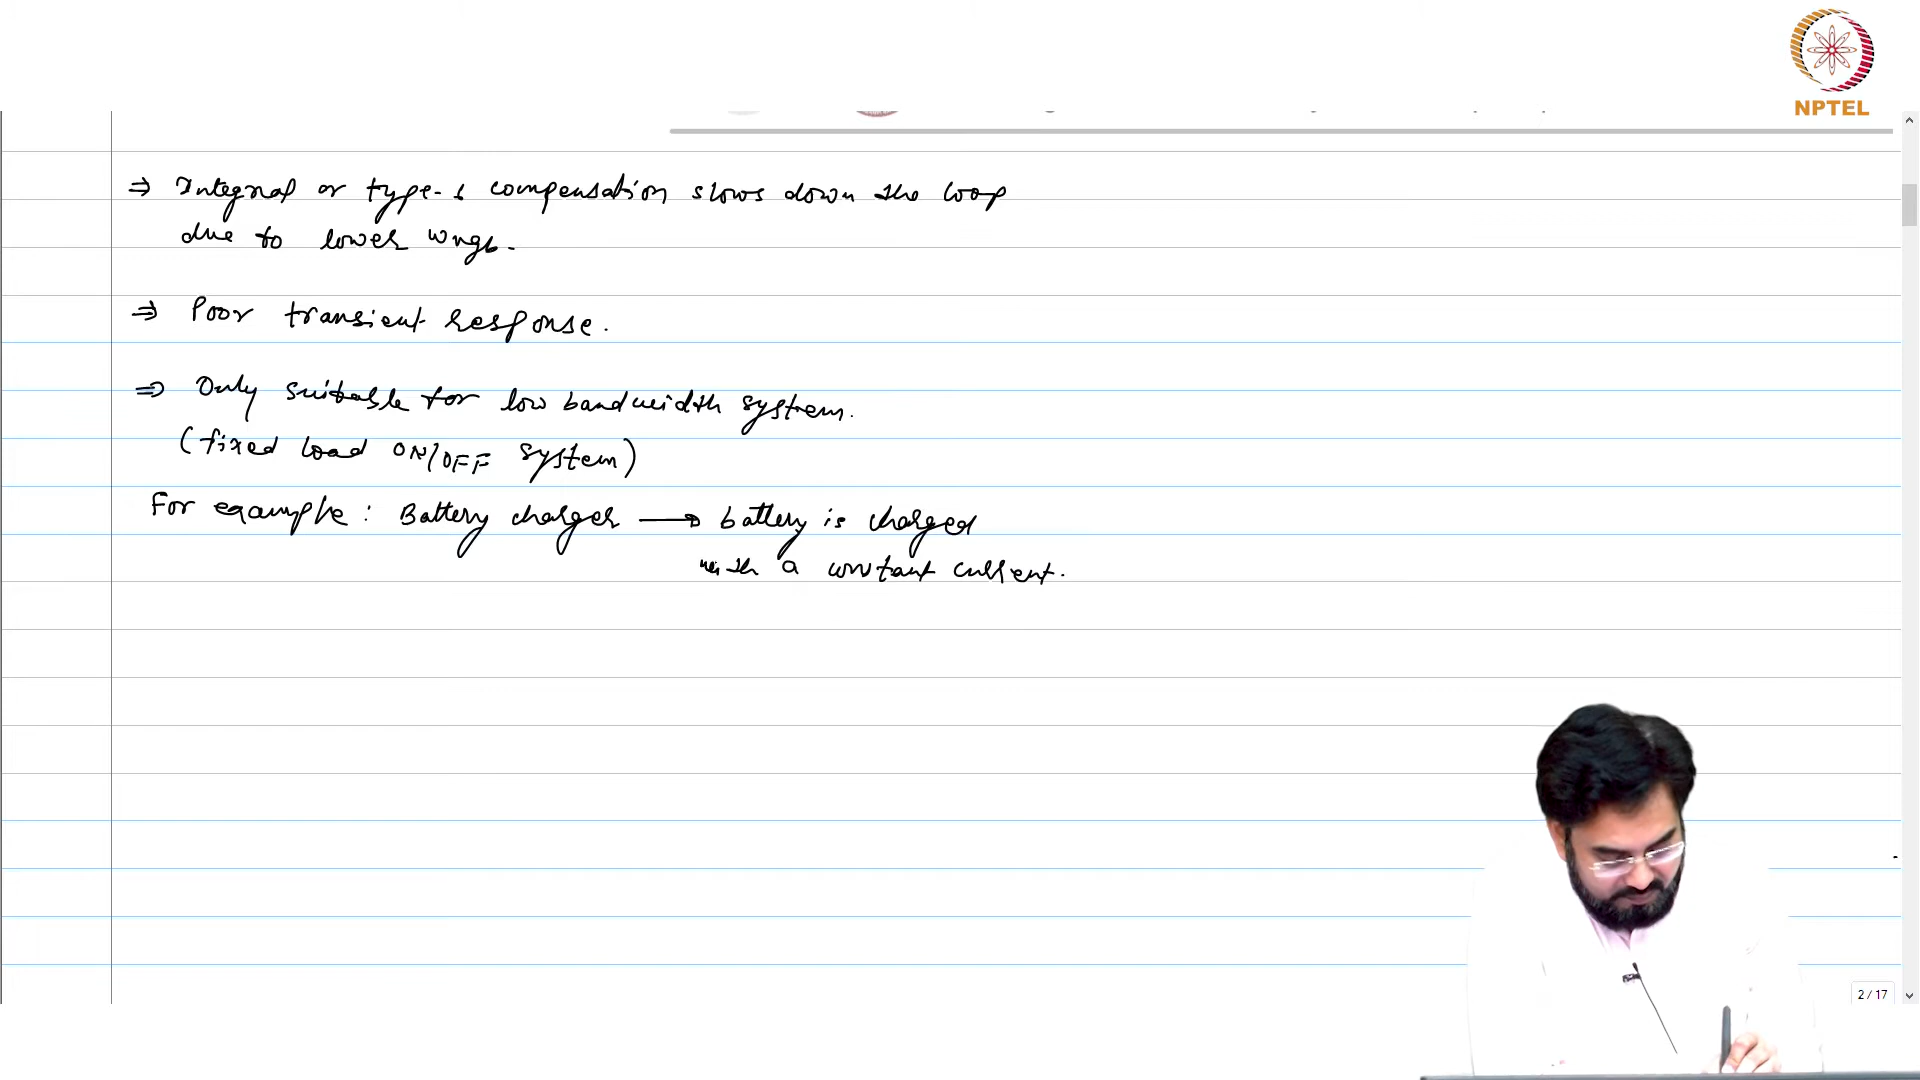 NPTEL
⇒ Integral or type-1 compensation slows down the loop
due to lower ωugb.
⇒ Poor transient response.
⇒ Only suitable for low bandwidth system.
(fixed load ON/OFF system)
For example: Battery charger → battery is charged
with a constant current.
2 / 17